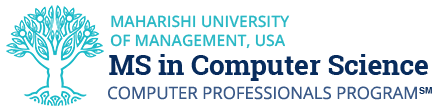 MAHARISHI UNIVERSITY
OF MANAGEMENT, USA
MS in Computer Science
COMPUTER PROFESSIONALS PROGRAM℠